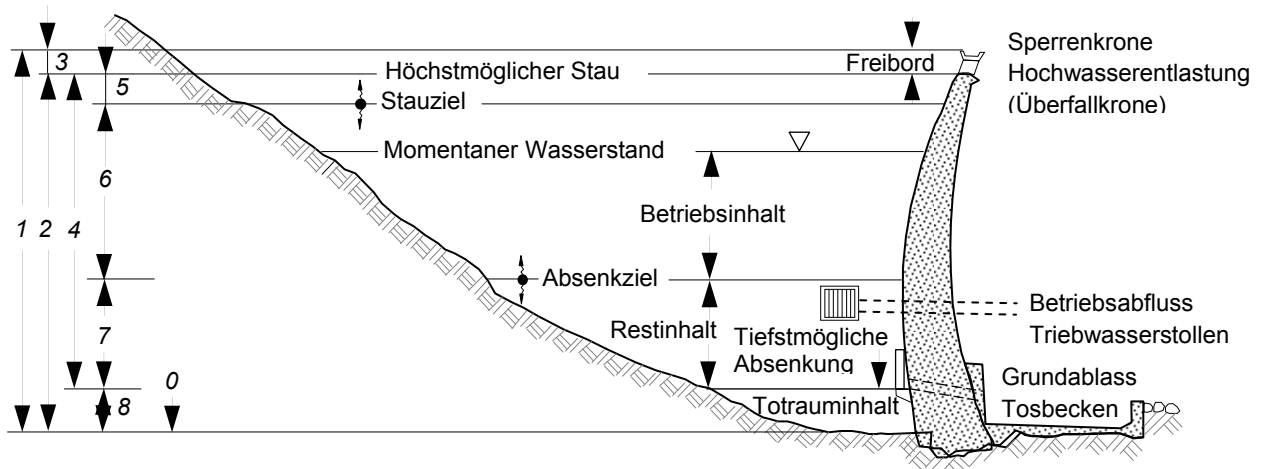 Sperrenkrone
3
Freibord
Hochwasserentlastung
Höchstmöglicher Stau
5
Stauziel
(Überfallkrone)
Momentaner Wasserstand
6
Betriebsinhalt
1 2 4
Absenkziel
Betriebsabfluss
Restinhalt
Tiefstmögliche
Triebwasserstollen
7
Absenkung
0
Grundablass
8
Totrauminhalt
Tosbecken